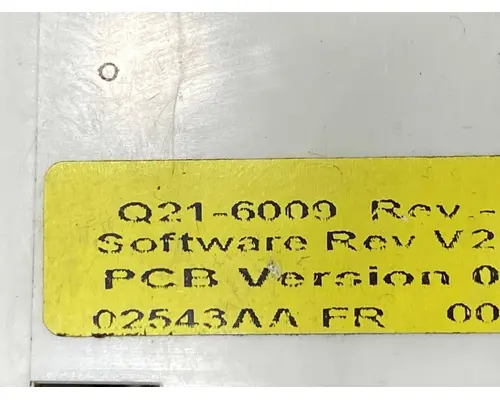 Q21-6009 Rev.-
Software Rev V2
PCB Version 0
02543AA FR 00